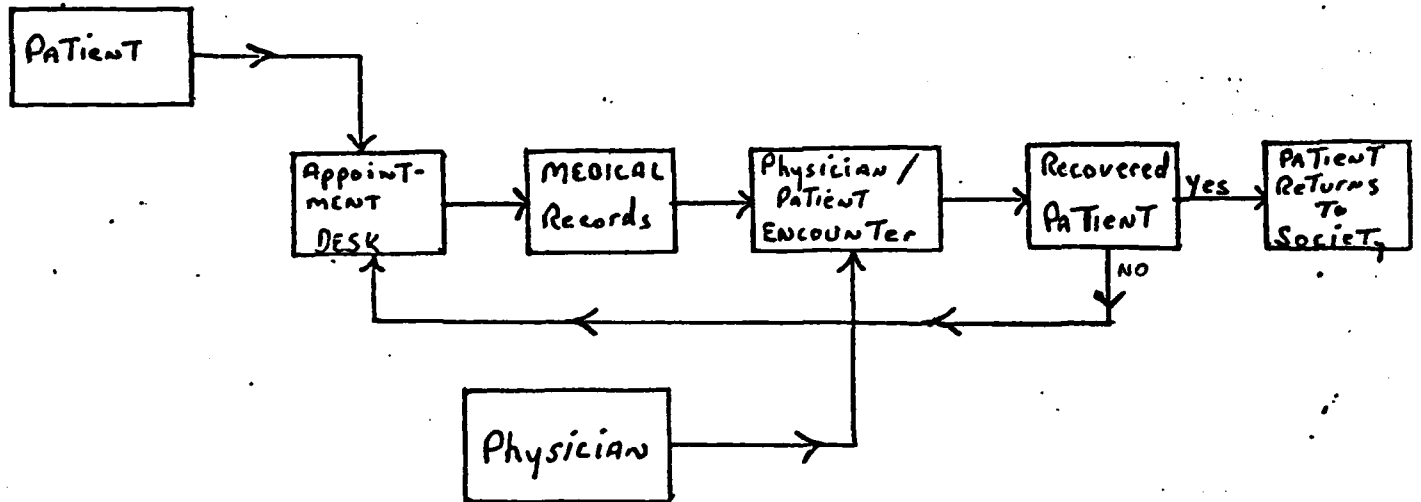 PATIENT
APPOINT-
MENT
DESK
MEDICAL
Records
Physician /
PATIENT
ENCOUNTER
Recovered
PATIENT
Yes
PATIENT
ReTurns
To
SocieTy
NO
Physician